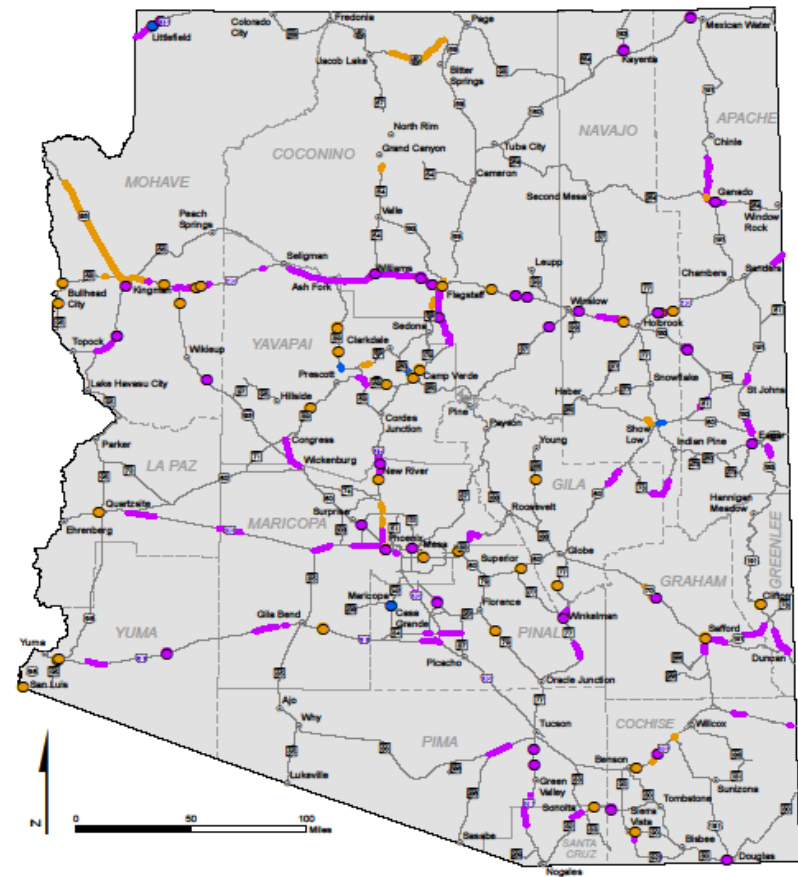 Colorado
City
Fredonia
Page
Mexican Water
Littlefield
Jacob Lake
Bitter
Springs
Kayenta
North Rim
Grand Canyon
Tuba City
NAVAJO
APACHE
COCONINO
Chinle
MOHAVE
Cameron
Second Mesa
Ganado
Window
Rock
Peach
Springs
Valle
Seligman
Williams
Leupp
Chambers
Sanders
Bullhead
City
Kingman
Ash Fork
Flagstaff
Winslow
Holbrook
Topock
YAVAPAI
Clarkdale
Sedona
Wikieup
Prescott
Camp Verde
Snowflake
St Johns
Lake Havasu City
Hillside
Pine
Heber
Show
Low
Cordes
Junction
Payson
Young
Indian Pine
Eager
Parker
Congress
Wickenburg
New River
LA PAZ
GILA
Hannigan
Meadow
Quartzsite
Surprise
Roosevelt
GREENLEE
Ehrenberg
MARICOPA
Phoenix
Mesa
Superior
Globe
GRAHAM
Maricopa
Florence
Clifton
YUMA
Gila Bend
Casa
Grande
PINAL
Winkelman
Safford
Yuma
Picacho
Duncan
San Luis
Oracle Junction
Ajo
Why
Tucson
COCHISE
Willcox
PIMA
Benson
Lukeville
Green
Valley
Tombstone
Sunizona
Sonoita
Sierra
Vista
N
0 50 100
Miles
Sasabe
SANTA
CRUZ
Bisbee
Douglas
Nogales